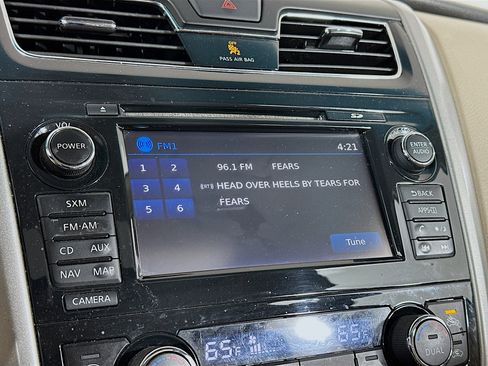 OFF
PASS AIR BAG
VOL
POWER
FM1
4:21
ENTER
AUDIO
1 2
96.1 FM FEARS
3 4
HEAD OVER HEELS BY TEARS FOR
5 6
FEARS
Tune
SXM
FM·AM
CD AUX
NAV MAP
CAMERA
BACK
APPS
65°F
65°F
DUAL